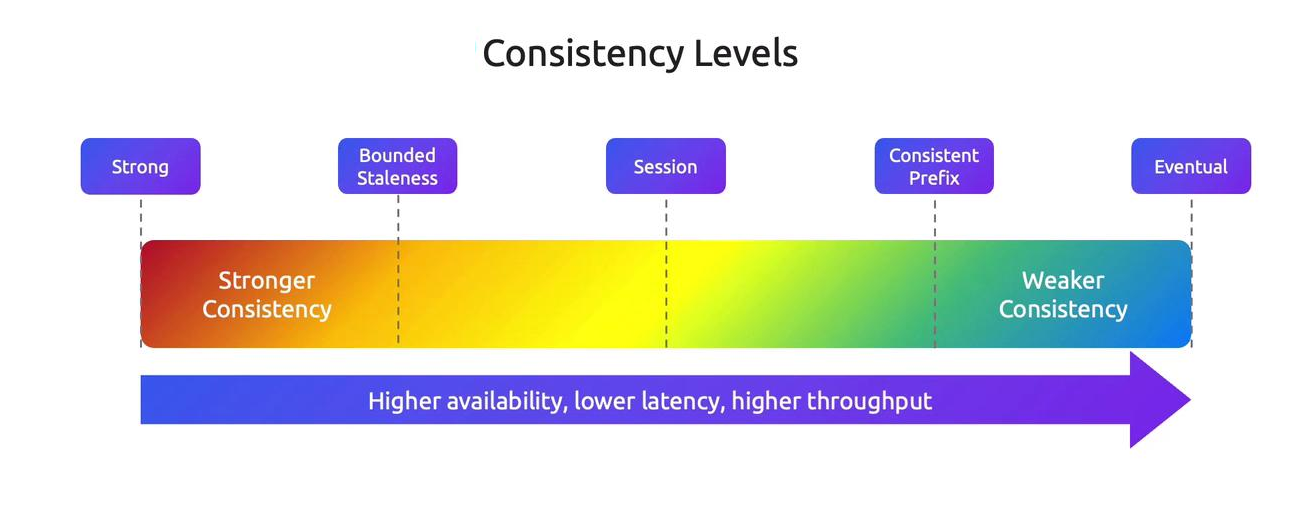 Consistency Levels
Strong
Bounded
Staleness
Session
Consistent
Prefix
Eventual
Stronger
Consistency
Weaker
Consistency
Higher availability, lower latency, higher throughput